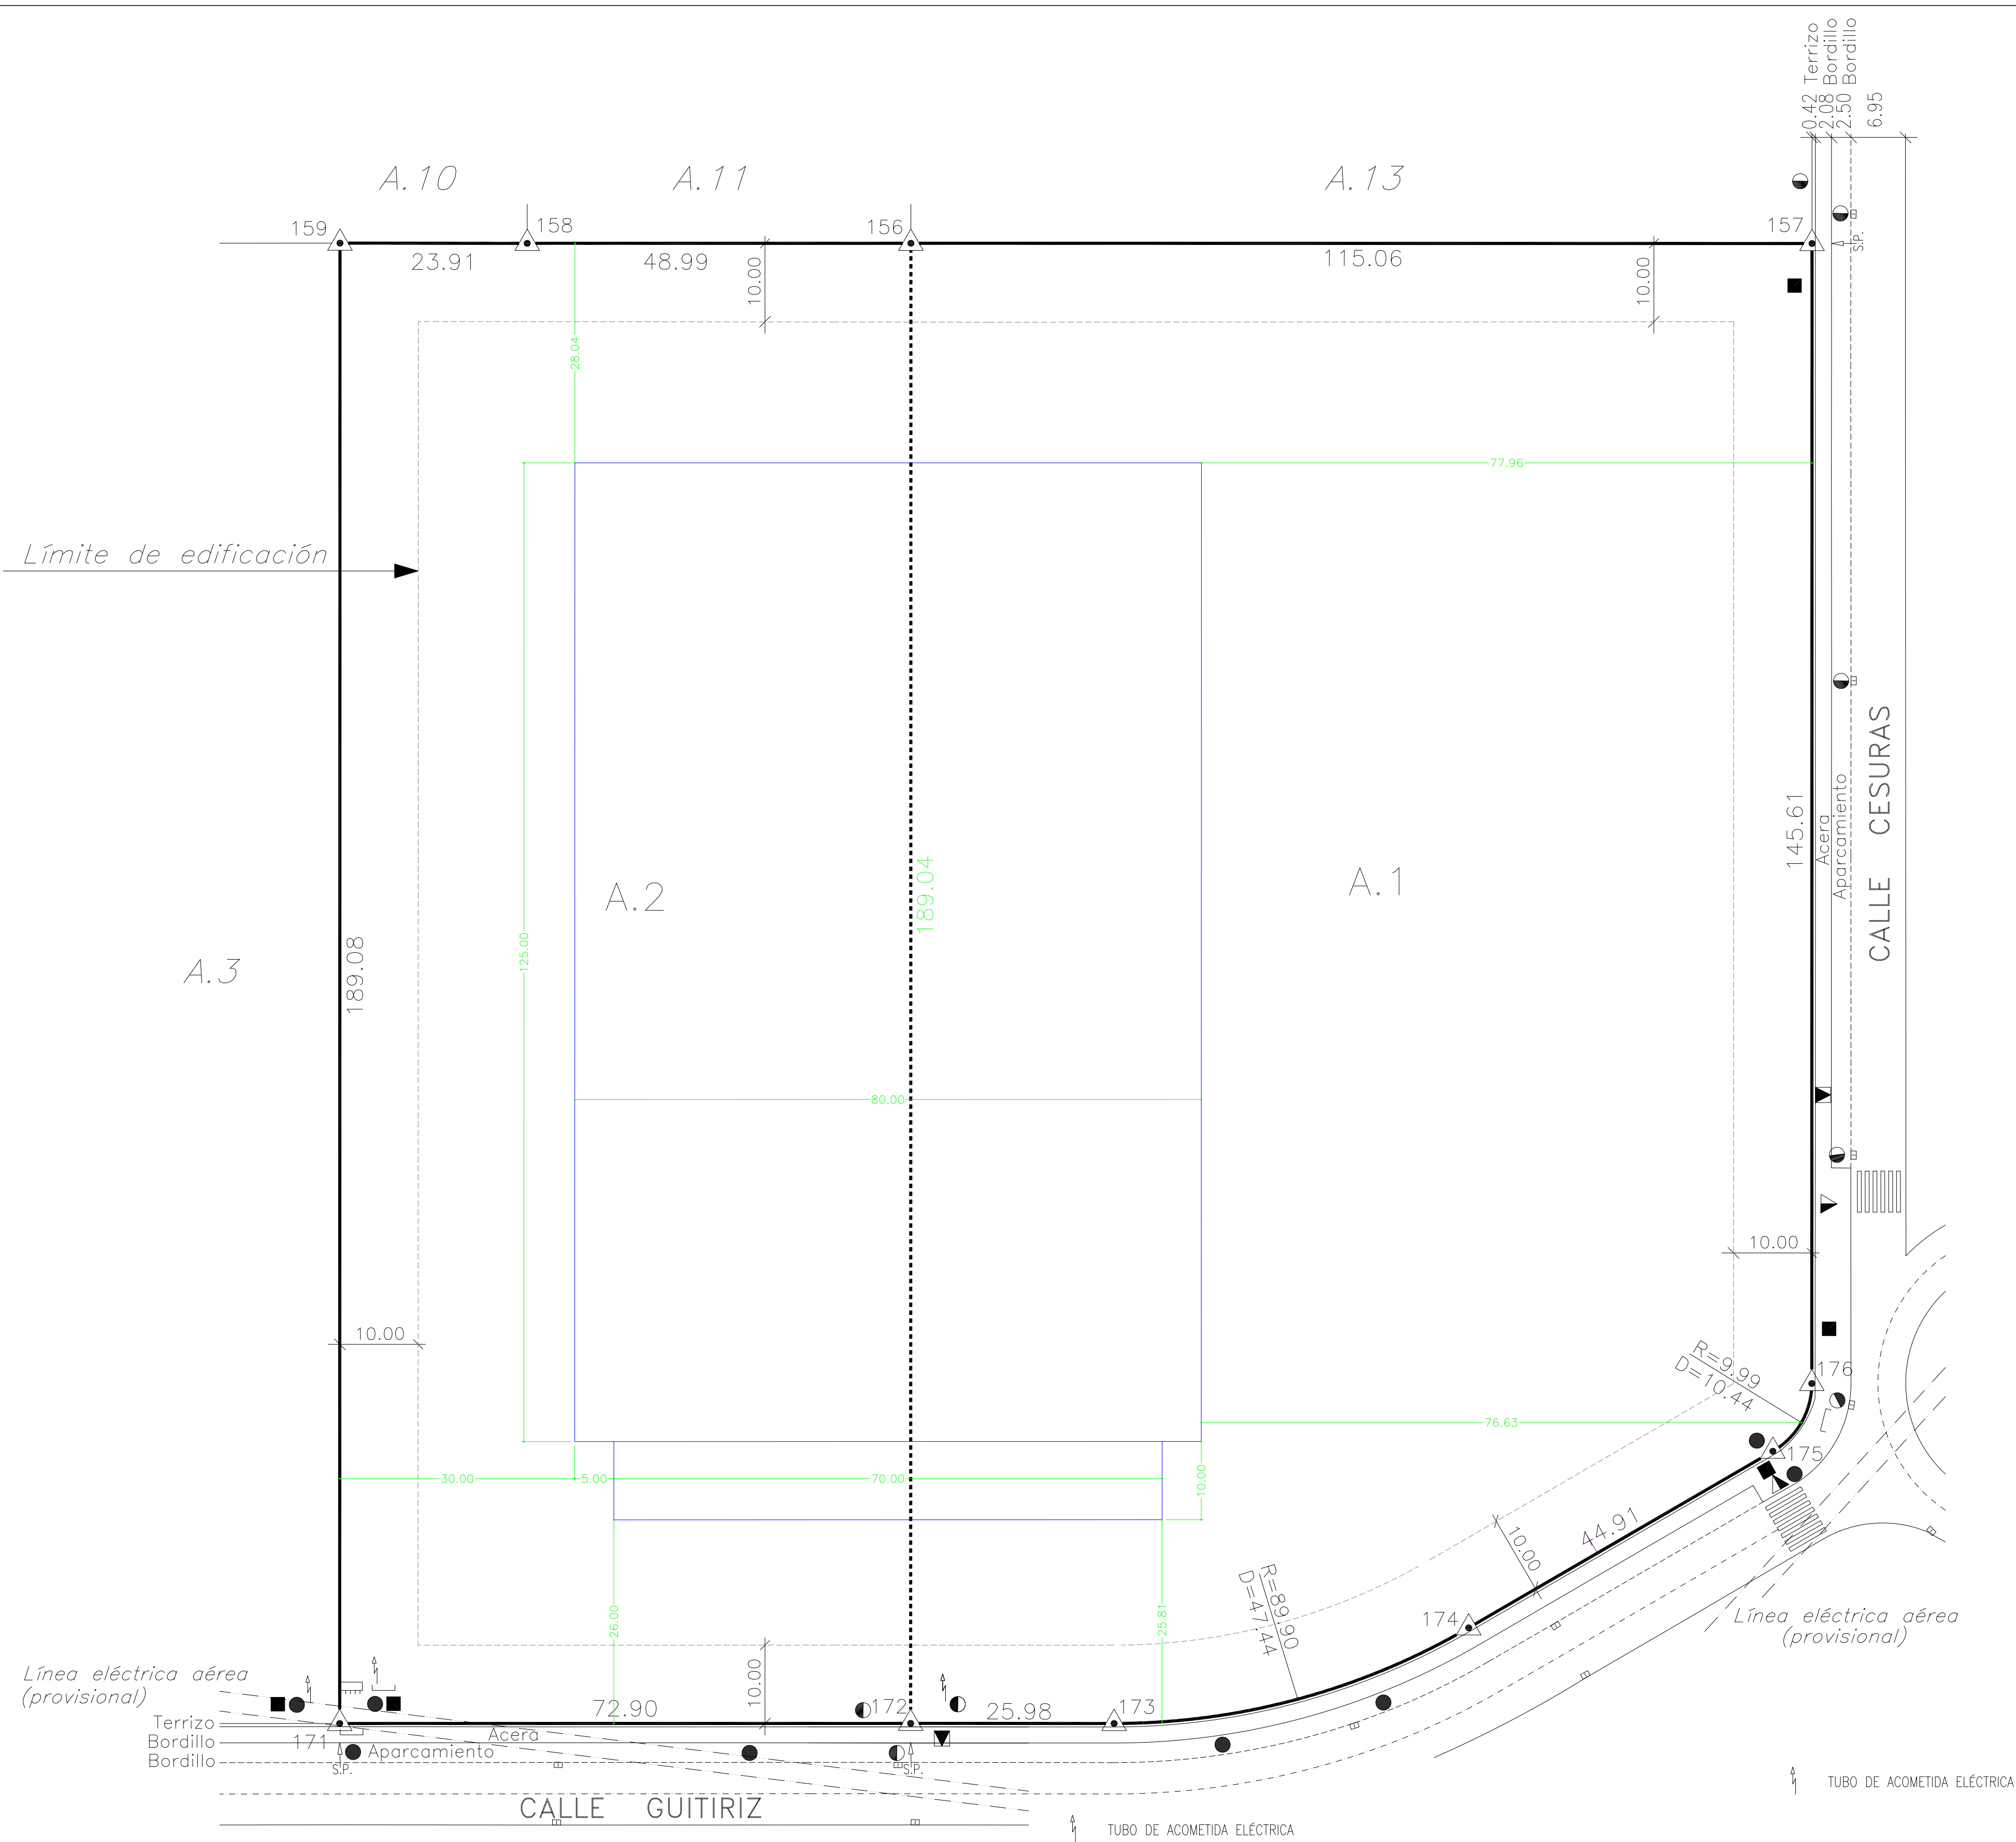 0.42 Terrizo
2.08 Bordillo
2.50 Bordillo
6.95
A.10
A.11
A.13
159
158
156
157
23.91
48.99
115.06
S.P.
10.00
10.00
28.04
77.96
Límite de edificación
125.00
189.04
A.2
A.1
A.3
189.08
145.61
Acera
Aparcamiento
CALLE CESURAS
80.00
10.00
10.00
R=9.99
D=10.44
176
76.63
175
30.00
5.00
70.00
10.00
44.91
10.00
R=89.90
D=47.44
174
26.00
25.81
Línea eléctrica aérea
(provisional)
Línea eléctrica aérea
(provisional)
10.00
72.90
172
25.98
173
Terrizo
Bordillo
Bordillo
171
Acera
Aparcamiento
S.P.
S.P.
CALLE GUITIRIZ
TUBO DE ACOMETIDA ELÉCTRICA
TUBO DE ACOMETIDA ELÉCTRICA